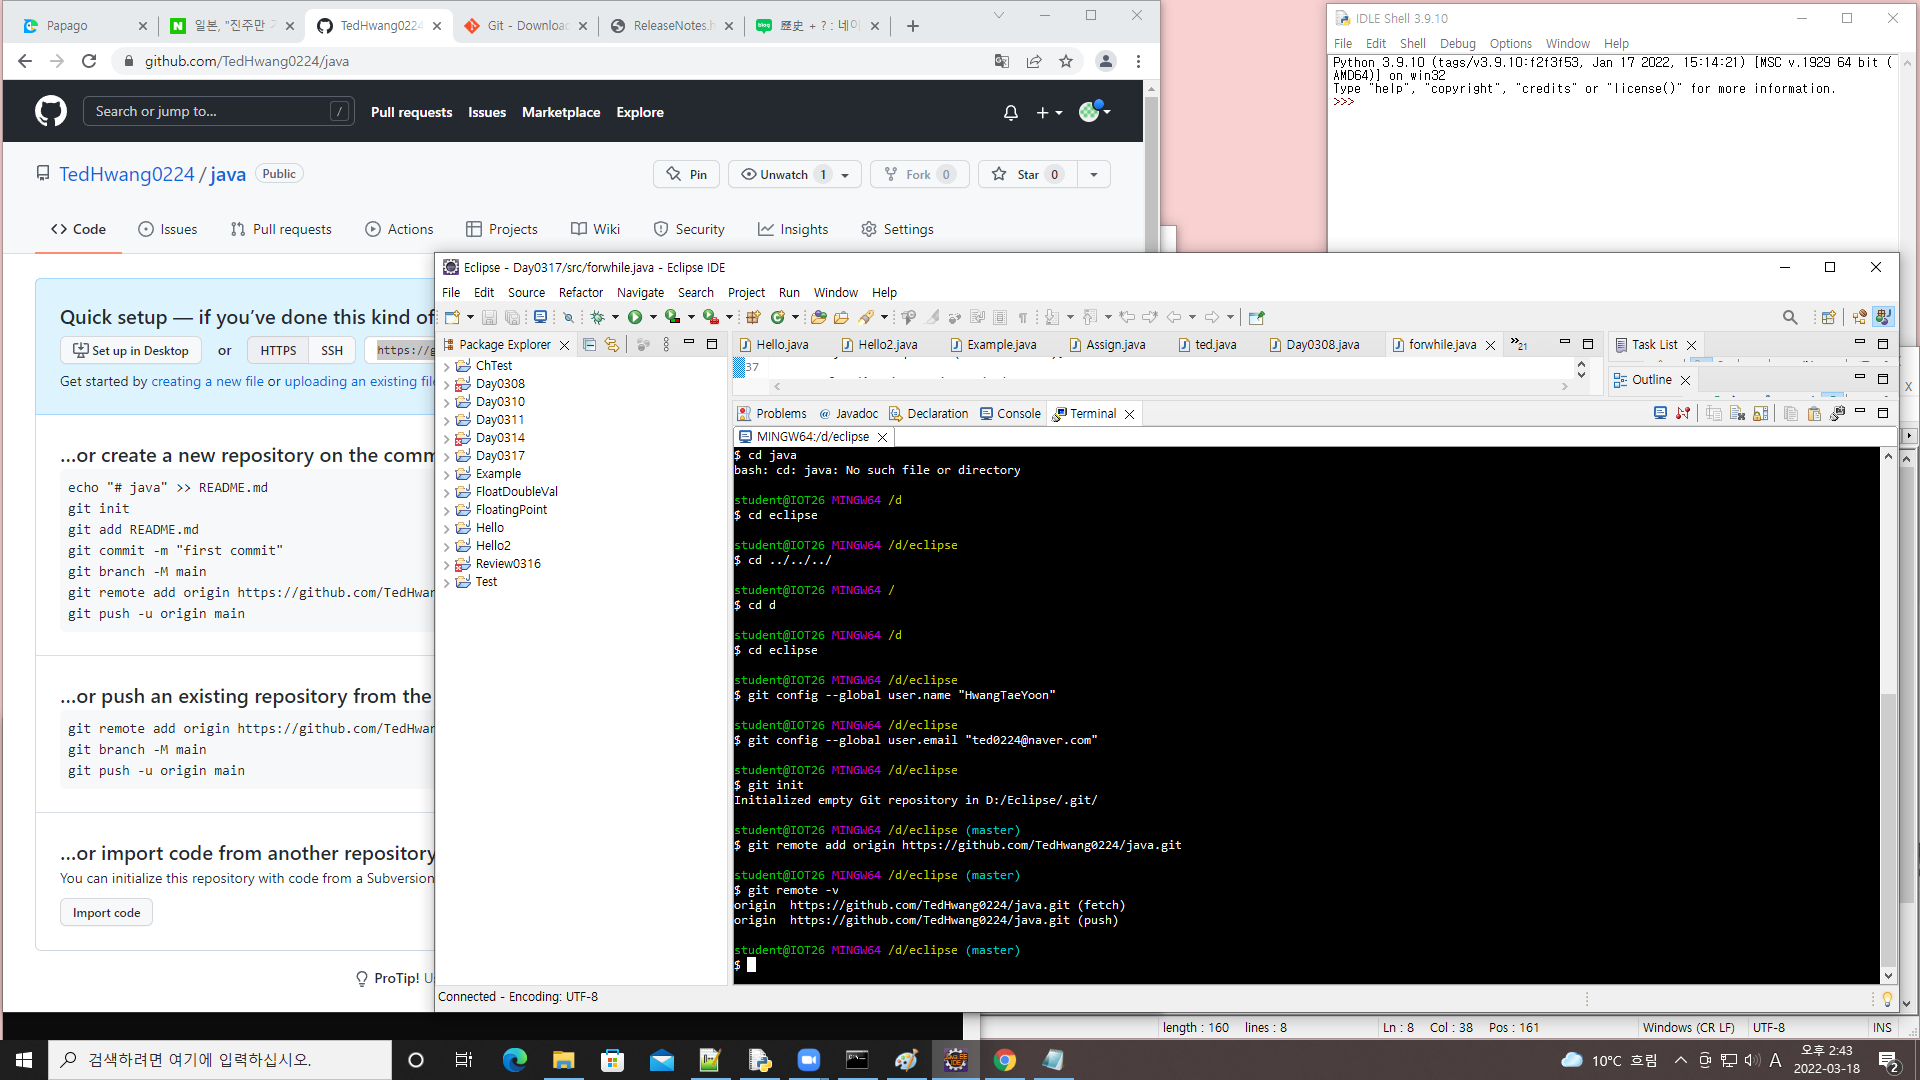 Papago
일본, "진주만
TedHwang0224
Git - Downloa
ReleaseNotes.h
歷史 + ? : 네이
github.com/TedHwang0224/java
Search or jump to...
/
Pull requests
Issues
Marketplace
Explore
TedHwang0224 / java
Public
Pin
Unwatch 1
Fork 0
Star 0
Code
Issues
Pull requests
Actions
Projects
Wiki
Security
Insights
Settings
Quick setup — if you've done this kind of
Set up in Desktop
or
HTTPS
SSH
https://g
Get started by creating a new file or uploading an existing file
...or create a new repository on the comm
echo "# java" >> README.md
git init
git add README.md
git commit -m "first commit"
git branch -M main
git remote add origin https://github.com/TedHwan
git push -u origin main
...or push an existing repository from the
git remote add origin https://github.com/TedHwan
git branch -M main
git push -u origin main
...or import code from another repository
You can initialize this repository with code from a Subversion
Import code
ProTip! U
IDLE Shell 3.9.10
File Edit Shell Debug Options Window Help
Python 3.9.10 (tags/v3.9.10:f2f3f53, Jan 17 2022, 15:14:21) [MSC v.1929 64 bit (
AMD64)] on win32
Type "help", "copyright", "credits" or "license()" for more information.
>>>
Eclipse - Day0317/src/forwhile.java - Eclipse IDE
File Edit Source Refactor Navigate Search Project Run Window Help
Package Explorer
ChTest
Day0308
Day0310
Day0311
Day0314
Day0317
Example
FloatDoubleVal
FloatingPoint
Hello
Hello2
Review0316
Test
Hello.java
Hello2.java
Example.java
Assign.java
ted.java
Day0308.java
forwhile.java
»21
37
Task List
Outline
Problems
Javadoc
Declaration
Console
Terminal
MINGW64:/d/eclipse
$ cd java
bash: cd: java: No such file or directory
student@IOT26 MINGW64 /d
$ cd eclipse
student@IOT26 MINGW64 /d/eclipse
$ cd ../../../
student@IOT26 MINGW64 /
$ cd d
student@IOT26 MINGW64 /d
$ cd eclipse
student@IOT26 MINGW64 /d/eclipse
$ git config --global user.name "HwangTaeYoon"
student@IOT26 MINGW64 /d/eclipse
$ git config --global user.email "ted0224@naver.com"
student@IOT26 MINGW64 /d/eclipse
$ git init
Initialized empty Git repository in D:/Eclipse/.git/
student@IOT26 MINGW64 /d/eclipse (master)
$ git remote add origin https://github.com/TedHwang0224/java.git
student@IOT26 MINGW64 /d/eclipse (master)
$ git remote -v
origin  https://github.com/TedHwang0224/java.git (fetch)
origin  https://github.com/TedHwang0224/java.git (push)
student@IOT26 MINGW64 /d/eclipse (master)
$
Connected - Encoding: UTF-8
length : 160 lines : 8
Ln : 8 Col : 38 Pos : 161
Windows (CR LF)
UTF-8
INS
검색하려면 여기에 입력하십시오.
10°C 흐림
A
오후 2:43
2022-03-18
2